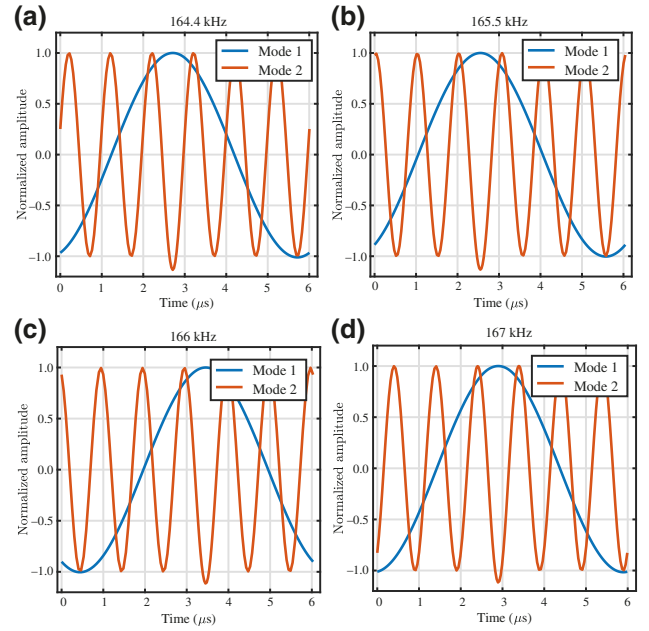 (a)
164.4 kHz
Normalized amplitude
1.0
0.5
0.0
−0.5
−1.0
Mode 1
Mode 2
0 1 2 3 4 5 6
Time (μs)
(b)
165.5 kHz
Normalized amplitude
1.0
0.5
0.0
−0.5
−1.0
Mode 1
Mode 2
0 1 2 3 4 5 6
Time (μs)
(c)
166 kHz
Normalized amplitude
1.0
0.5
0.0
−0.5
−1.0
Mode 1
Mode 2
0 1 2 3 4 5 6
Time (μs)
(d)
167 kHz
Normalized amplitude
1.0
0.5
0.0
−0.5
−1.0
Mode 1
Mode 2
0 1 2 3 4 5 6
Time (μs)